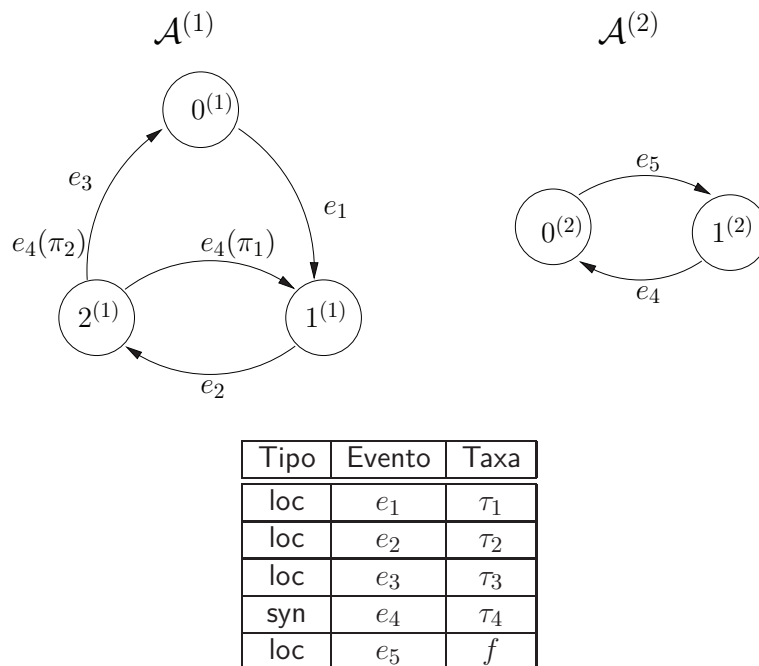 𝒜⁽¹⁾ 𝒜⁽²⁾
0⁽¹⁾
e₃
e₁
e₅
0⁽²⁾ 1⁽²⁾
e₄(π₂) e₄(π₁)
e₄
2⁽¹⁾ 1⁽¹⁾
e₂
Tipo Evento Taxa
loc e₁ τ₁
loc e₂ τ₂
loc e₃ τ₃
syn e₄ τ₄
loc e₅ f